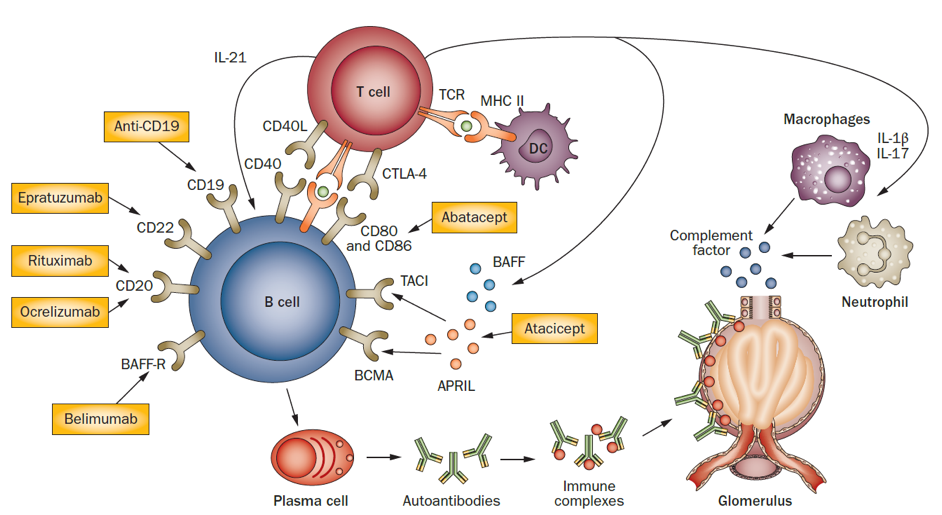 IL-21
T cell
TCR
MHC II
DC
Macrophages
IL-1β
IL-17
Anti-CD19
CD40L
CD40
CTLA-4
CD19
Epratuzumab
CD22
CD80
and CD86
Abatacept
Complement
factor
Neutrophil
Rituximab
CD20
Ocrelizumab
B cell
TACI
BAFF
Atacicept
BAFF-R
BCMA
APRIL
Belimumab
Plasma cell
Autoantibodies
Immune
complexes
Glomerulus